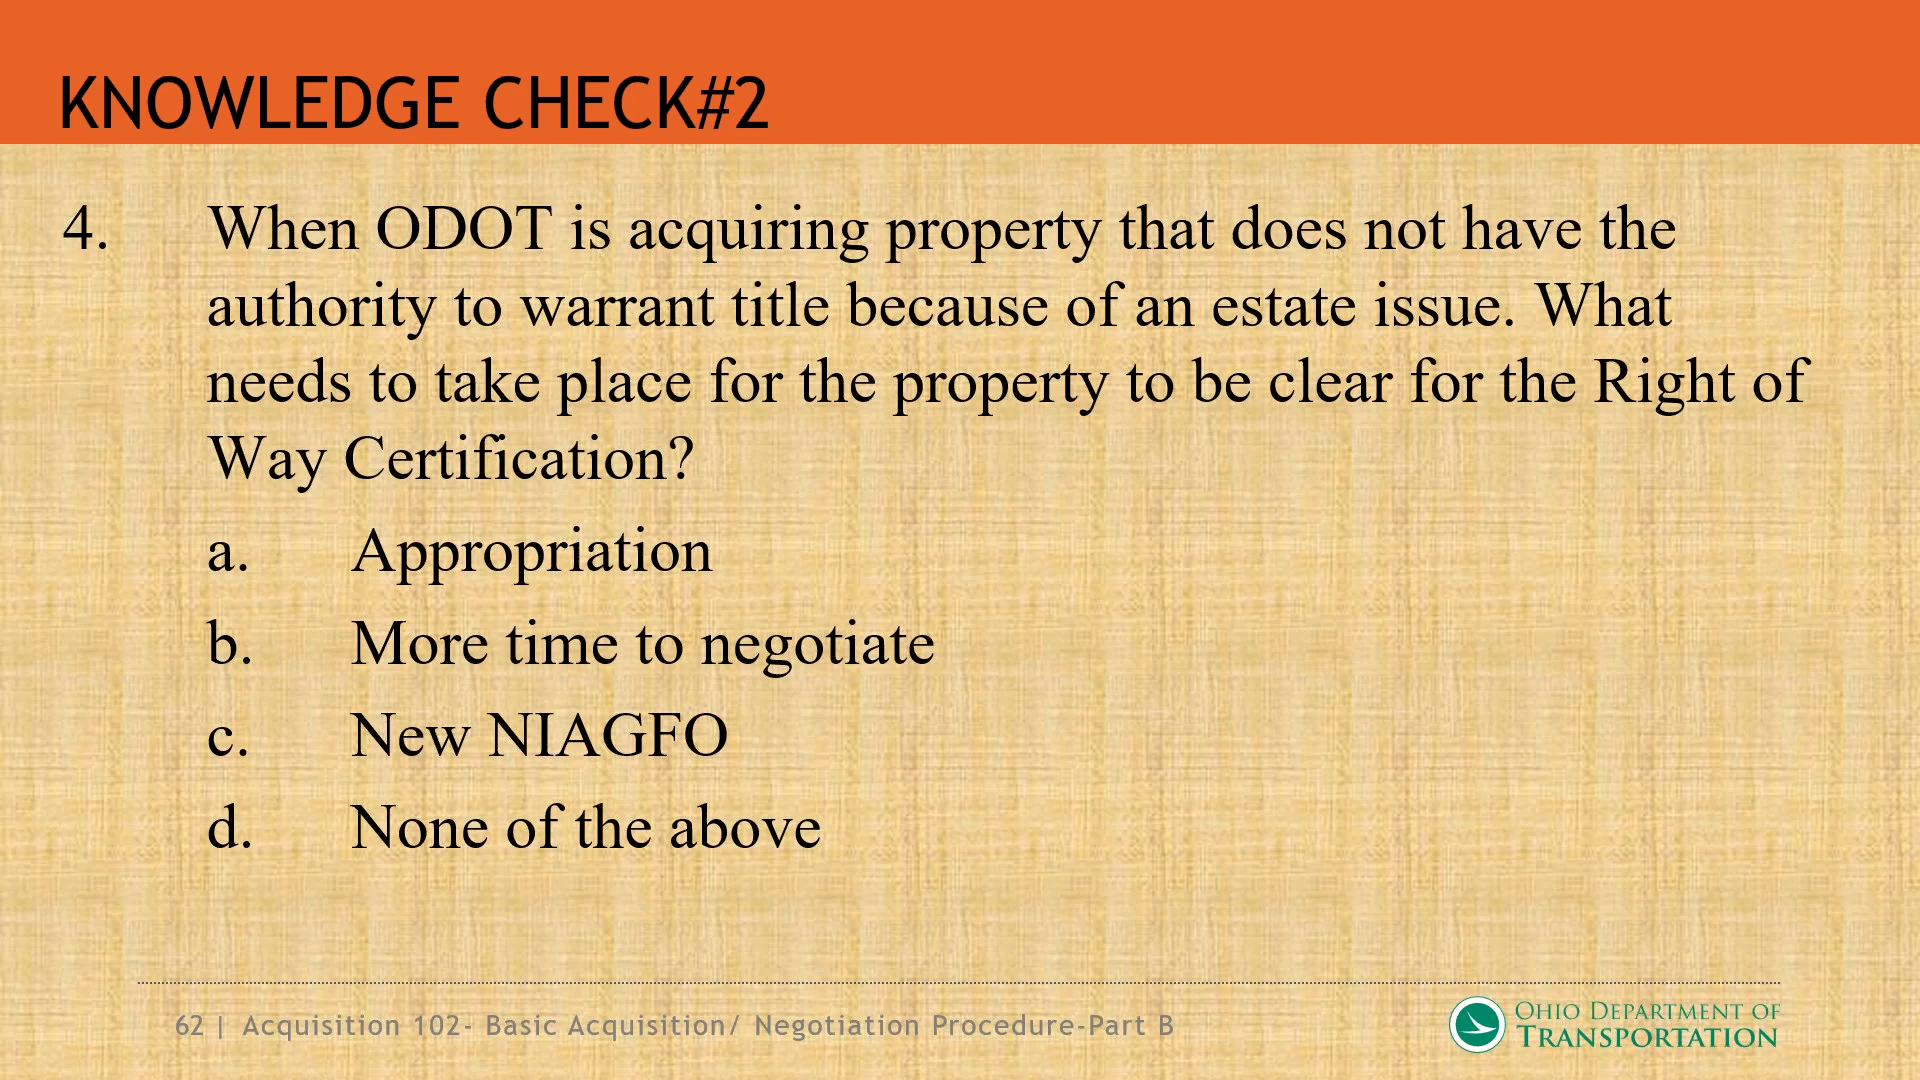 KNOWLEDGE CHECK#2
4. When ODOT is acquiring property that does not have the
authority to warrant title because of an estate issue. What
needs to take place for the property to be clear for the Right of
Way Certification?
a. Appropriation
b. More time to negotiate
c. New NIAGFO
d. None of the above
62 | Acquisition 102- Basic Acquisition/ Negotiation Procedure-Part B
OHIO DEPARTMENT OF
TRANSPORTATION